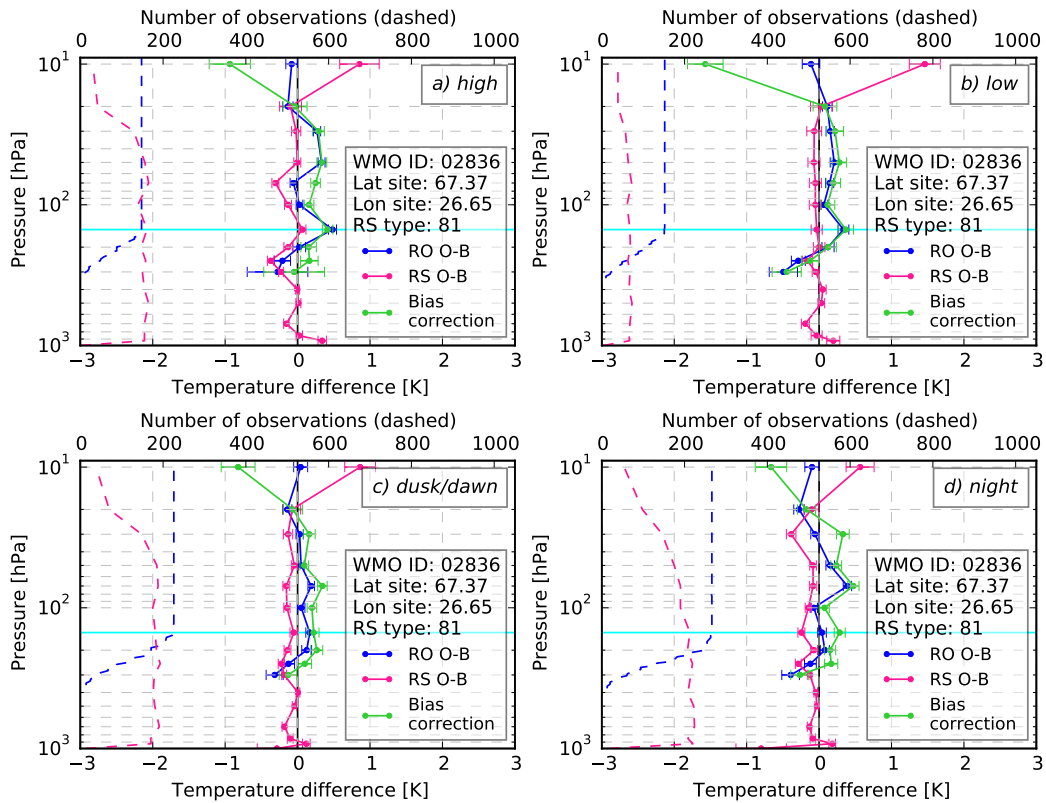 Number of observations (dashed)
0 200 400 600 800 1000
Pressure [hPa]
10¹
10²
10³
a) high
WMO ID: 02836
Lat site: 67.37
Lon site: 26.65
RS type: 81
RO O-B
RS O-B
Bias
correction
−3 −2 −1 0 1 2 3
Temperature difference [K]
Number of observations (dashed)
0 200 400 600 800 1000
Pressure [hPa]
10¹
10²
10³
b) low
WMO ID: 02836
Lat site: 67.37
Lon site: 26.65
RS type: 81
RO O-B
RS O-B
Bias
correction
−3 −2 −1 0 1 2 3
Temperature difference [K]
Number of observations (dashed)
0 200 400 600 800 1000
Pressure [hPa]
10¹
10²
10³
c) dusk/dawn
WMO ID: 02836
Lat site: 67.37
Lon site: 26.65
RS type: 81
RO O-B
RS O-B
Bias
correction
−3 −2 −1 0 1 2 3
Temperature difference [K]
Number of observations (dashed)
0 200 400 600 800 1000
Pressure [hPa]
10¹
10²
10³
d) night
WMO ID: 02836
Lat site: 67.37
Lon site: 26.65
RS type: 81
RO O-B
RS O-B
Bias
correction
−3 −2 −1 0 1 2 3
Temperature difference [K]